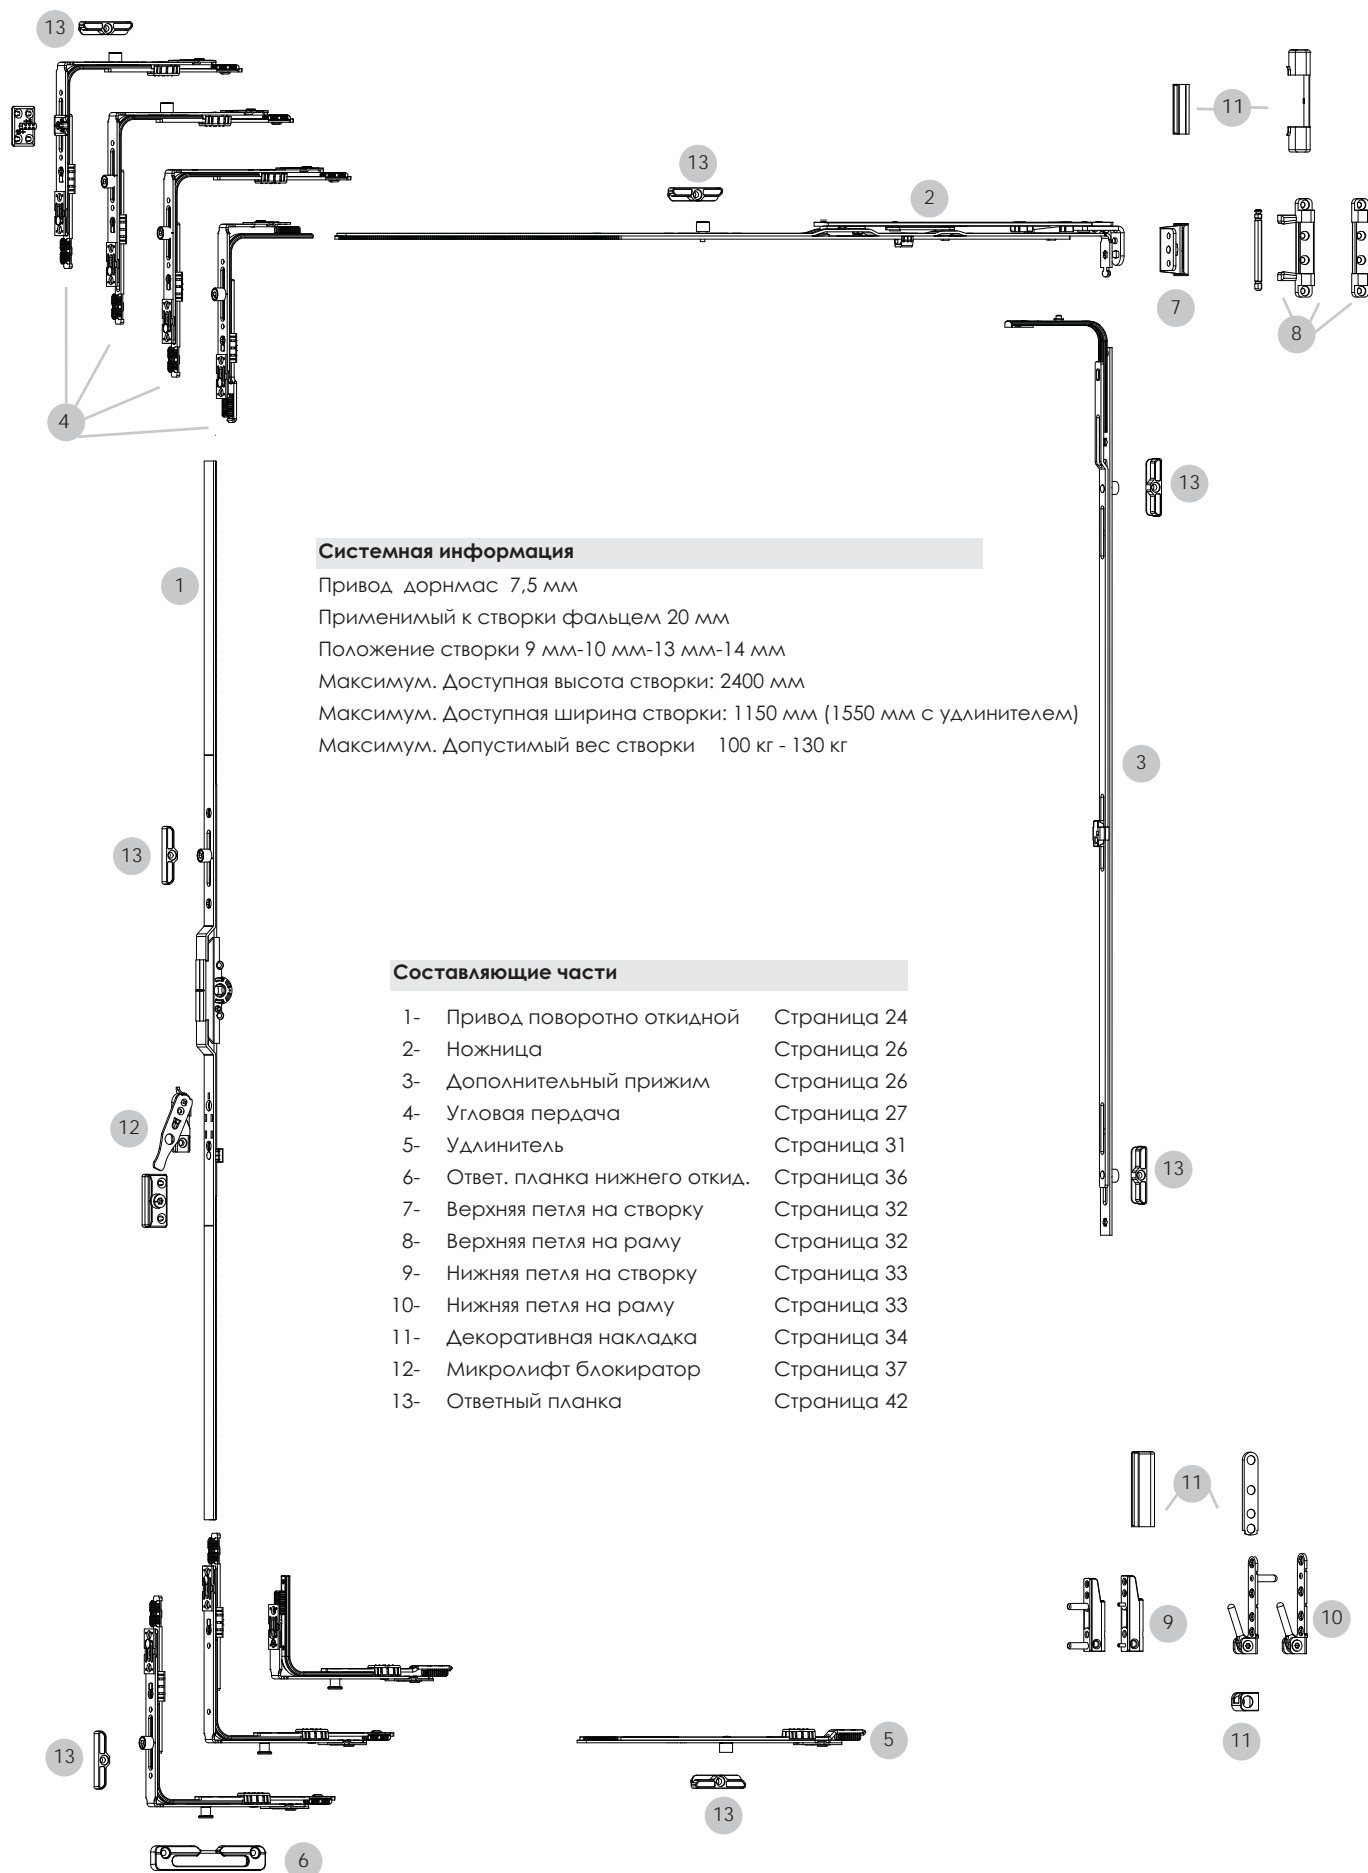 13
11
13
2
7
8
4
13
Системная информация
1
Привод дорнмас 7,5 мм
Применимый к створки фальцем 20 мм
Положение створки 9 мм-10 мм-13 мм-14 мм
Максимум. Доступная высота створки: 2400 мм
Максимум. Доступная ширина створки: 1150 мм (1550 мм с удлинителем)
Максимум. Допустимый вес створки 100 кг - 130 кг
3
13
Составляющие части
1- Привод поворотно откидной Страница 24
2- Ножница Страница 26
3- Дополнительный прижим Страница 26
4- Угловая пердача Страница 27
12
5- Удлинитель Страница 31
6- Ответ. планка нижнего откид. Страница 36
13
7- Верхняя петля на створку Страница 32
8- Верхняя петля на раму Страница 32
9- Нижняя петля на створку Страница 33
10- Нижняя петля на раму Страница 33
11- Декоративная накладка Страница 34
12- Микролифт блокиратор Страница 37
13- Ответный планка Страница 42
11
9
10
13
5
11
13
6